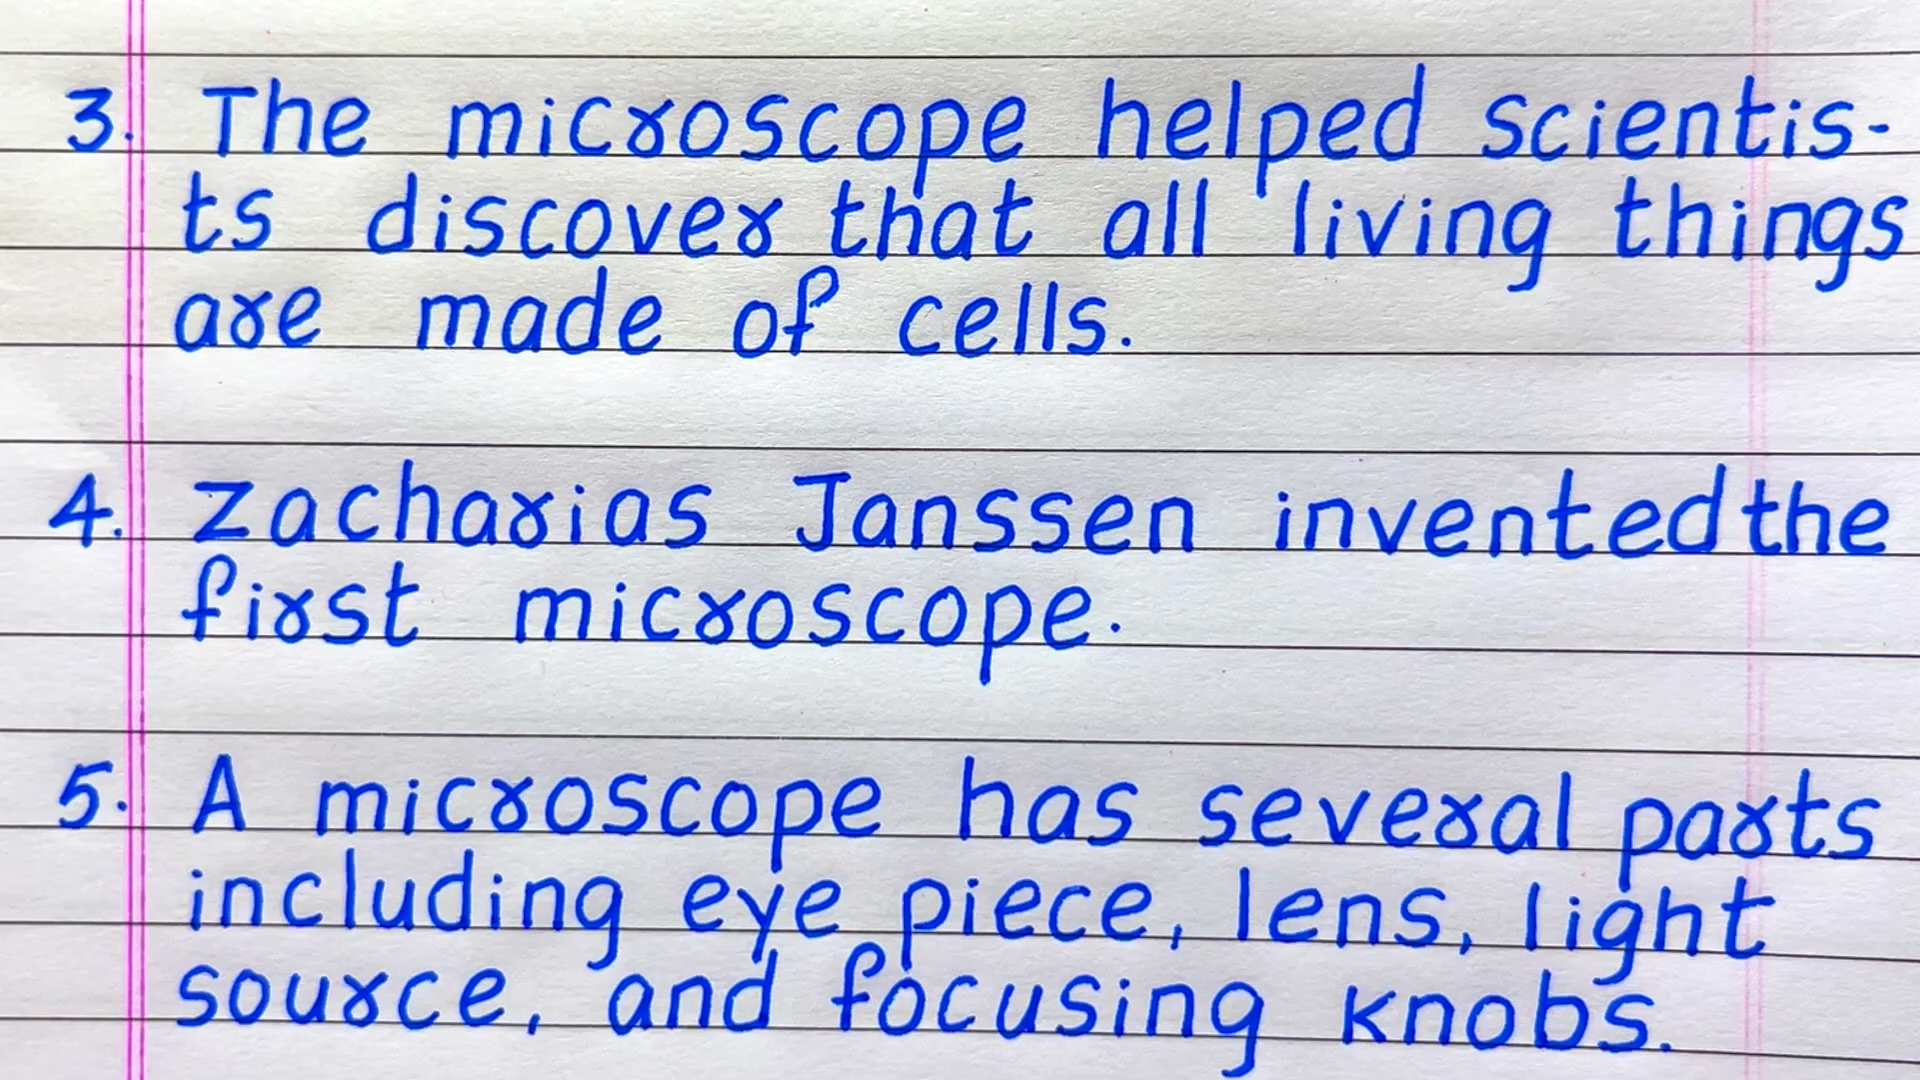 3. The microscope helped scientis-
ts discover that all living things
are made of cells.
4. Zacharias Janssen invented the
first microscope.
5. A microscope has several parts
including eye piece, lens, light
source, and focusing knobs.